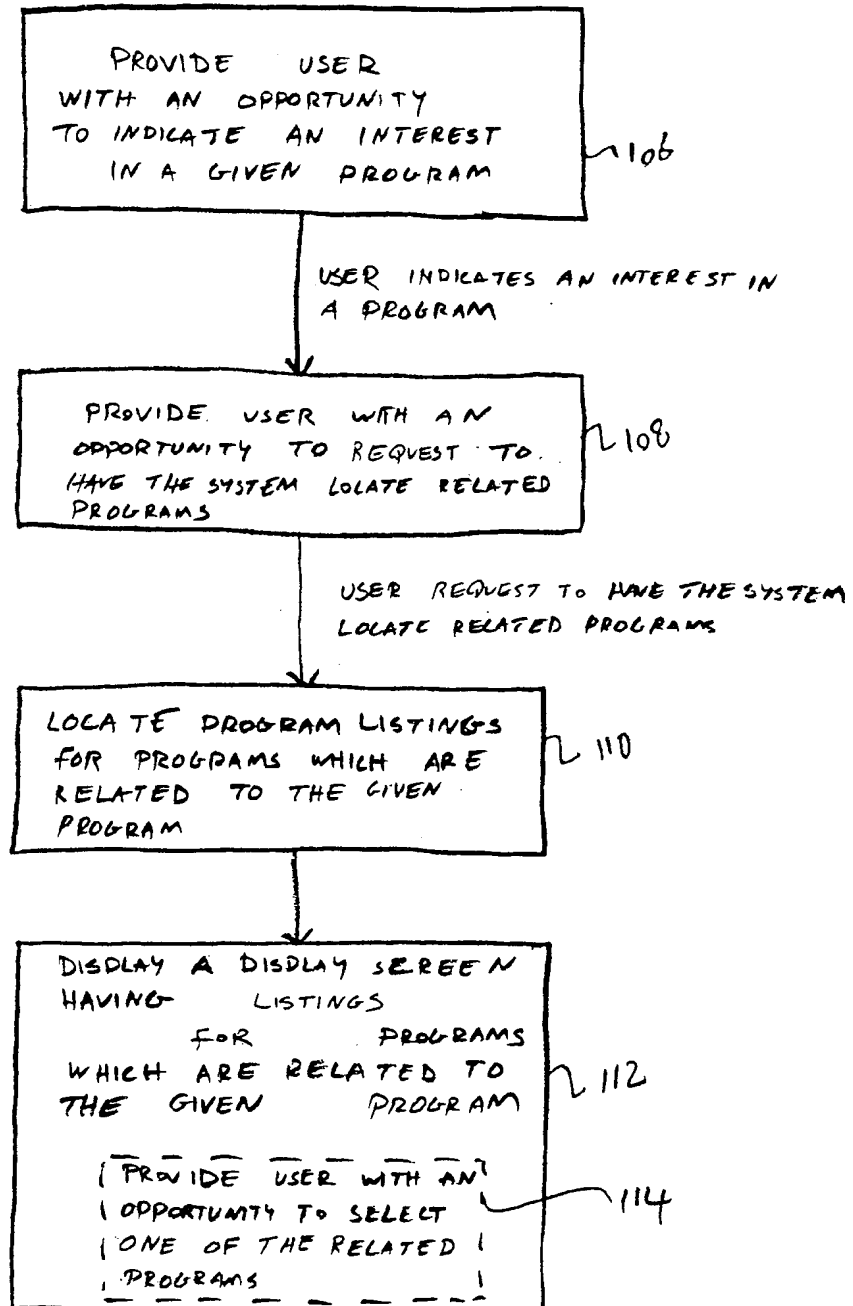 PROVIDE USER
WITH AN OPPORTUNITY
TO INDICATE AN INTEREST
IN A GIVEN PROGRAM
106
USER INDICATES AN INTEREST IN
A PROGRAM
PROVIDE USER WITH AN
OPPORTUNITY TO REQUEST TO
HAVE THE SYSTEM LOCATE RELATED
PROGRAMS
108
USER REQUEST TO HAVE THE SYSTEM
LOCATE RELATED PROGRAMS
LOCATE PROGRAM LISTINGS
FOR PROGRAMS WHICH ARE
RELATED TO THE GIVEN
PROGRAM
110
DISPLAY A DISPLAY SCREEN
HAVING LISTINGS
FOR PROGRAMS
WHICH ARE RELATED TO
THE GIVEN PROGRAM
112
PROVIDE USER WITH AN
OPPORTUNITY TO SELECT
ONE OF THE RELATED
PROGRAMS
114